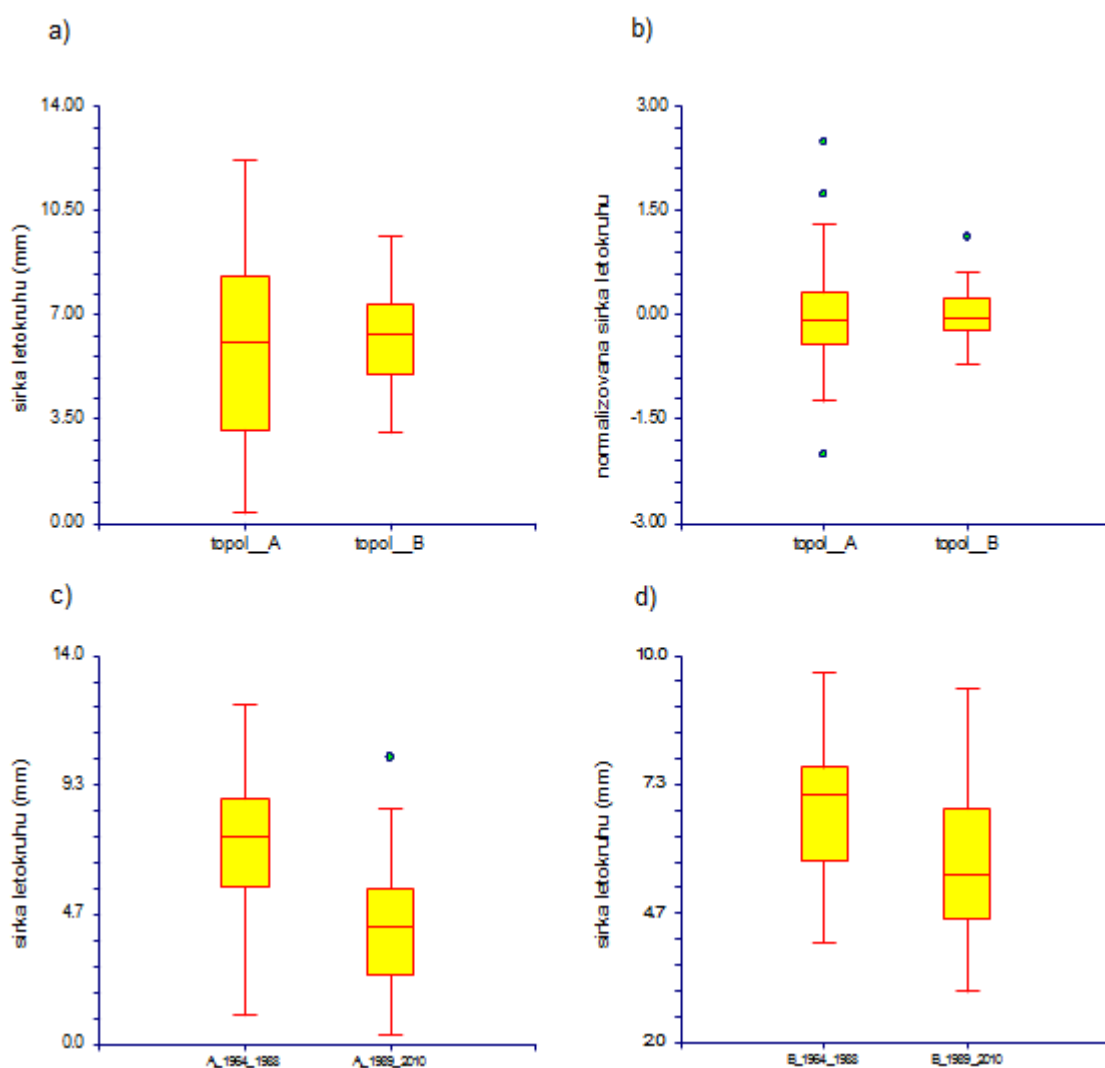 a)
14.00
10.50
7.00
3.50
0.00
sirka letokruhu (mm)
topol__A topol__B
b)
3.00
1.50
0.00
-1.50
-3.00
normalizovana sirka letokruhu
topol__A topol__B
c)
14.0
9.3
4.7
0.0
sirka letokruhu (mm)
A_1964_1988 A_1989_2010
d)
10.0
7.3
4.7
2.0
sirka letokruhu (mm)
B_1964_1988 B_1989_2010